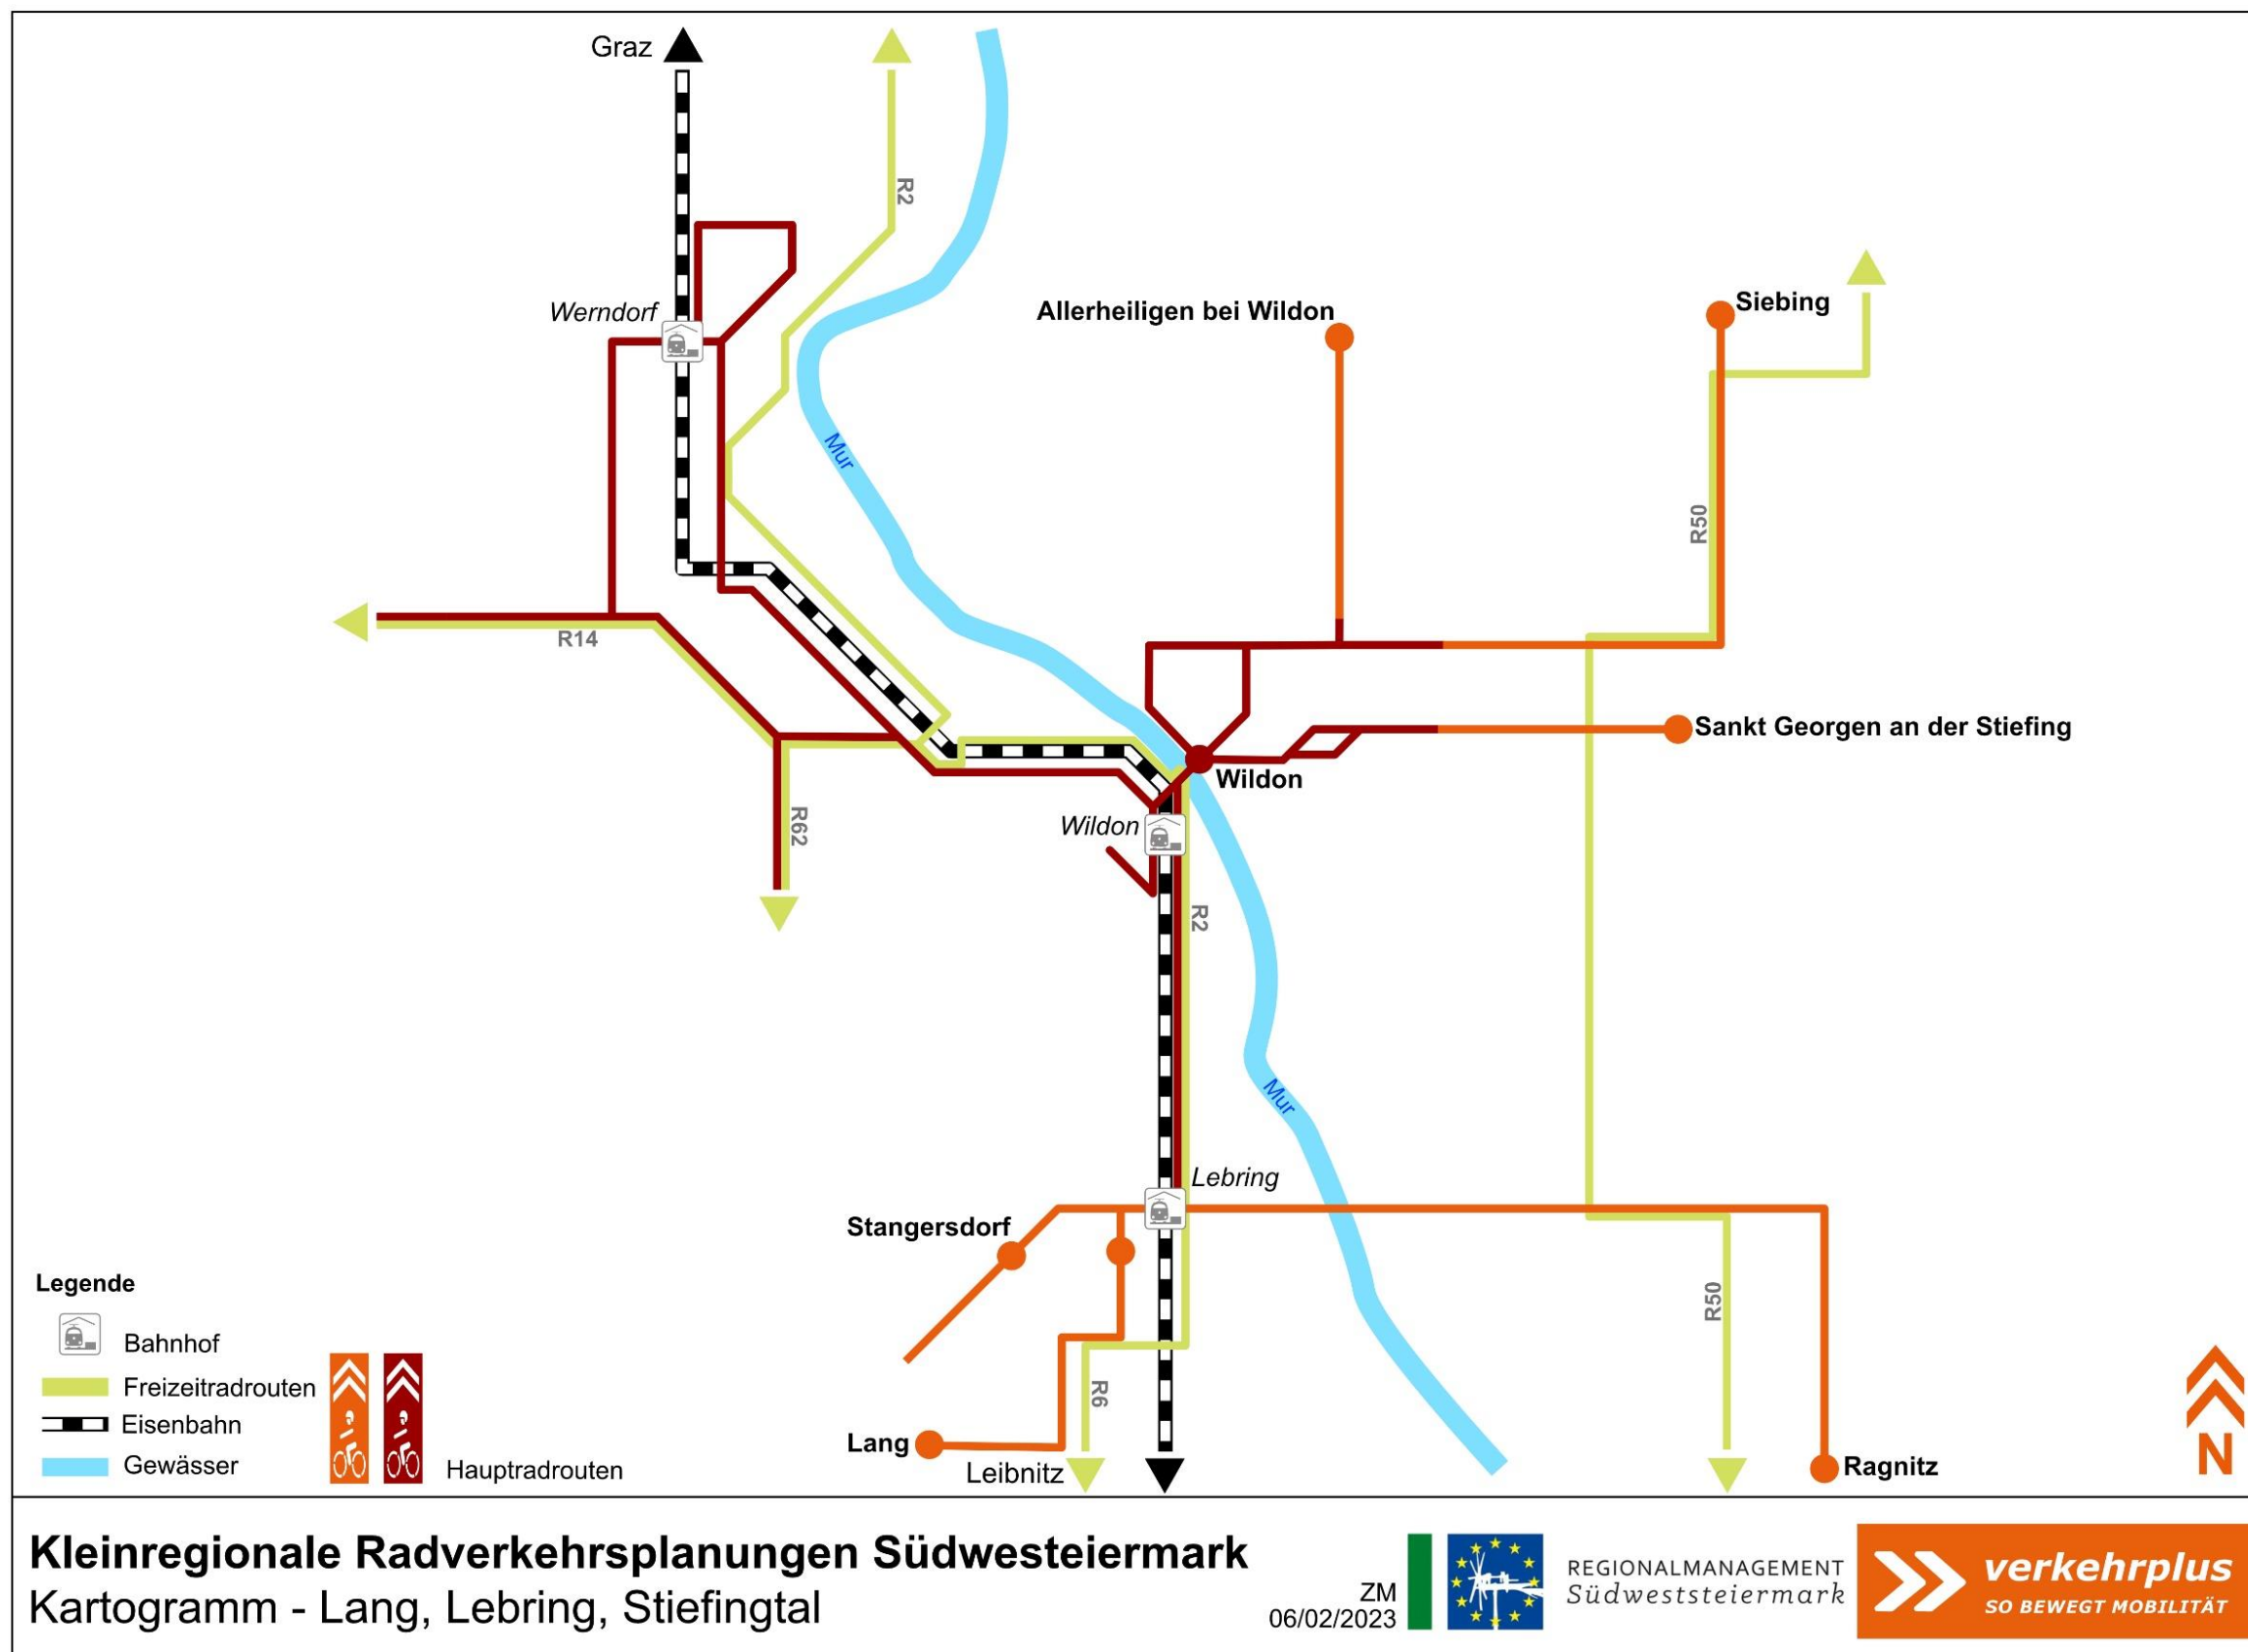 Graz
R2
Werndorf
Allerheiligen bei Wildon
Siebing
Mur
R50
R14
Sankt Georgen an der Stiefing
Wildon
Wildon
R62
R2
Mur
Lebring
Stangersdorf
R50
R6
Lang
Leibnitz
Ragnitz
N
Legende
Bahnhof
Freizeitradrouten
Eisenbahn
Gewässer
Hauptradrouten
Kleinregionale Radverkehrsplanungen Südwesteiermark
Kartogramm - Lang, Lebring, Stiefingtal
ZM
06/02/2023
REGIONALMANAGEMENT
Südweststeiermark
verkehrplus
SO BEWEGT MOBILITÄT